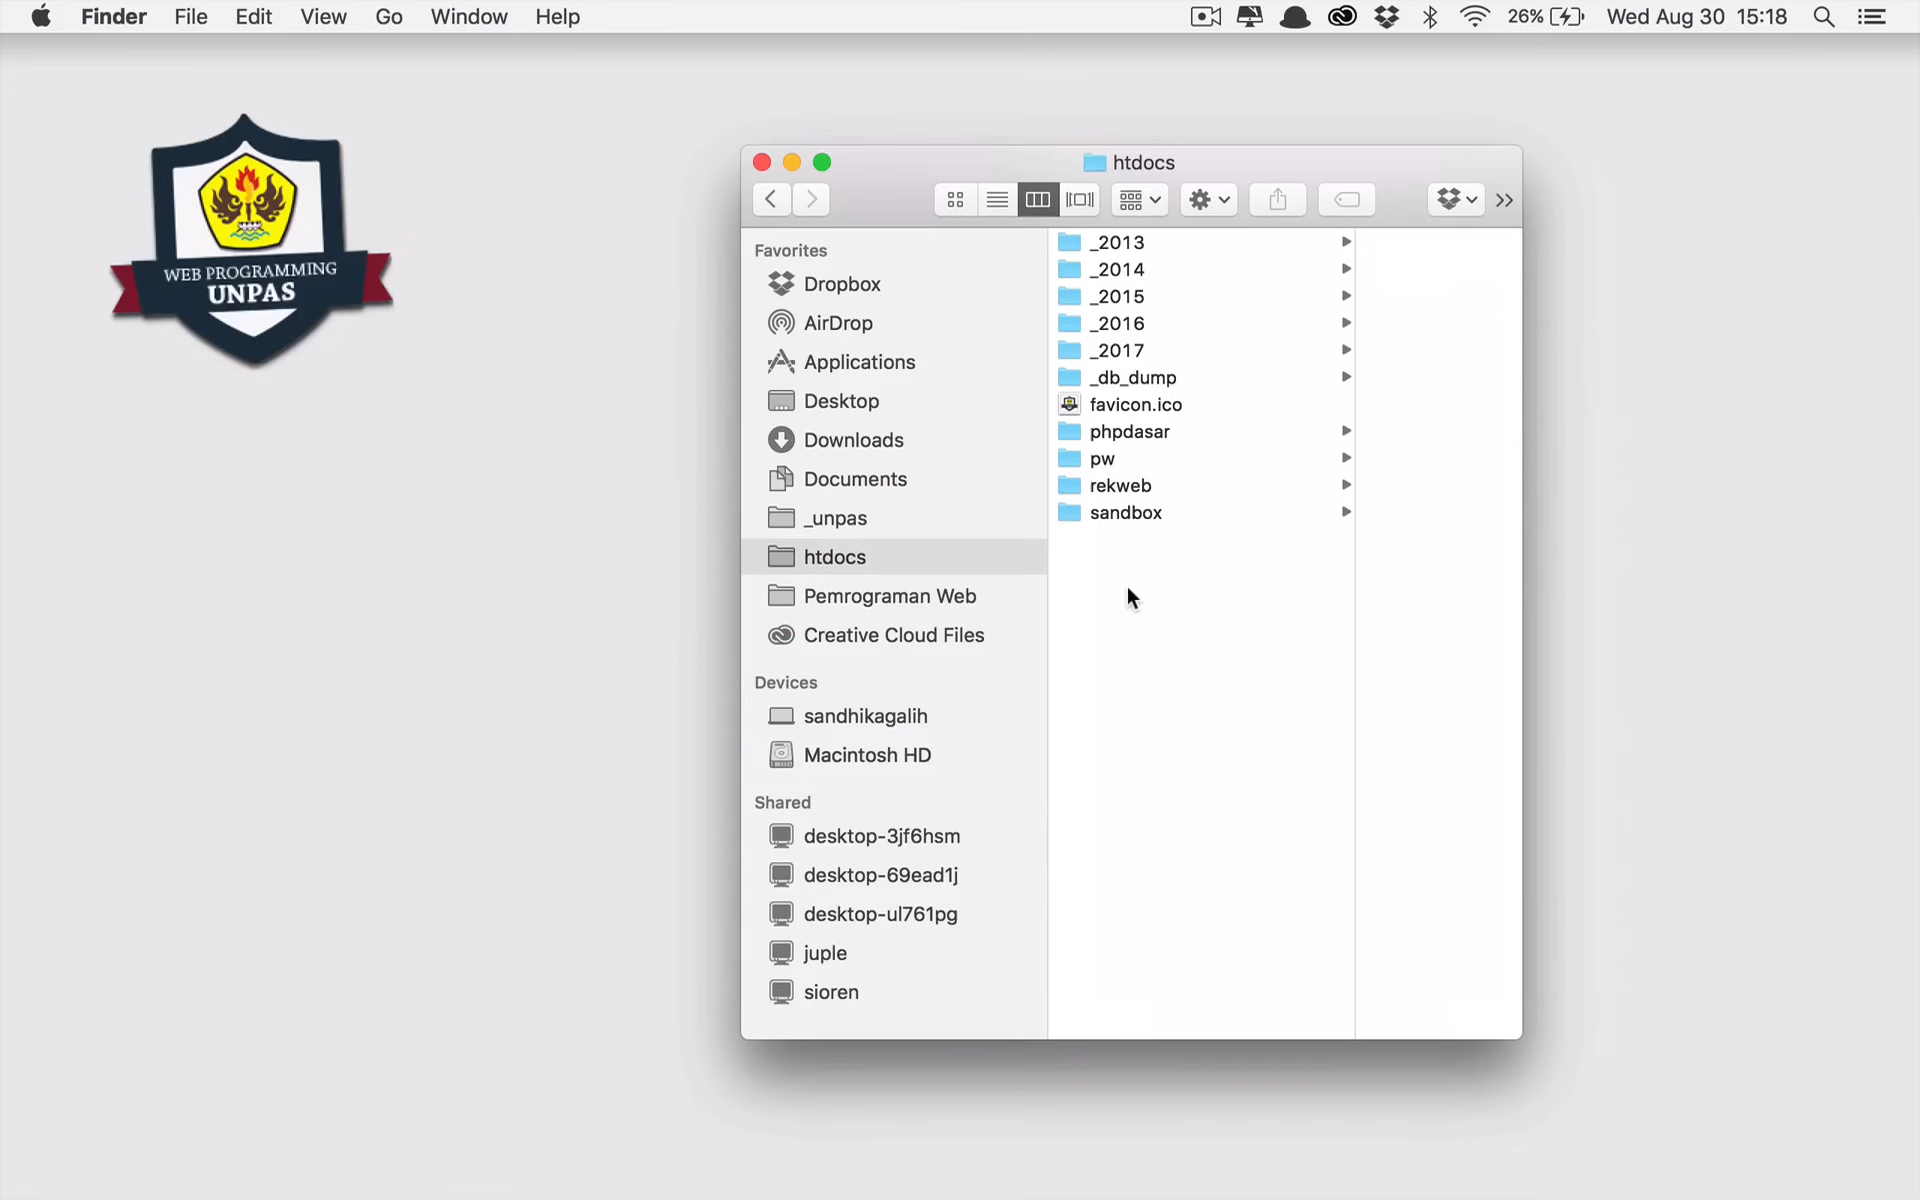 Finder File Edit View Go Window Help 26% Wed Aug 30 15:18
WEB PROGRAMMING
UNPAS
htdocs
Favorites
Dropbox
AirDrop
Applications
Desktop
Downloads
Documents
_unpas
htdocs
Pemrograman Web
Creative Cloud Files
Devices
sandhikagalih
Macintosh HD
Shared
desktop-3jf6hsm
desktop-69ead1j
desktop-ul761pg
juple
sioren
_2013
_2014
_2015
_2016
_2017
_db_dump
favicon.ico
phpdasar
pw
rekweb
sandbox